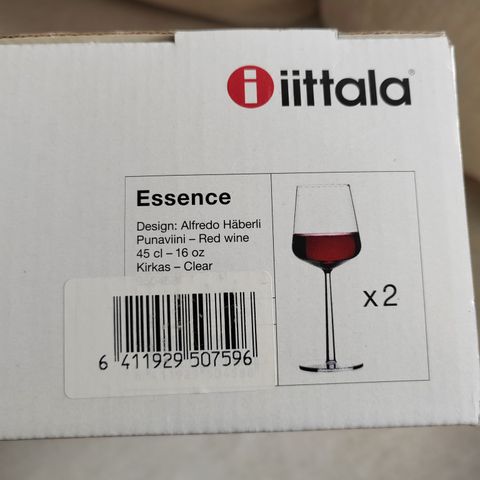 iittala®
Essence
Design: Alfredo Häberli
Punaviini – Red wine
45 cl – 16 oz
Kirkas – Clear
x2
6 411929 507596